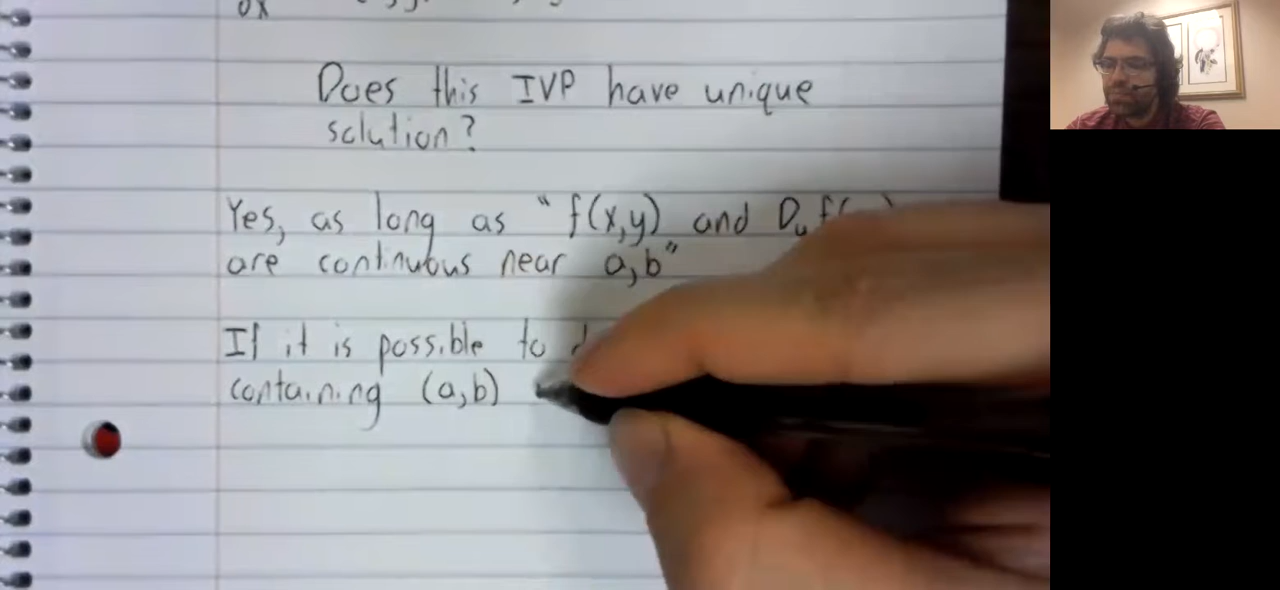 dx
Does this IVP have unique
solution?
Yes, as long as "f(x,y) and
are continuous near a,b"
If it is possible to
containing (a,b)